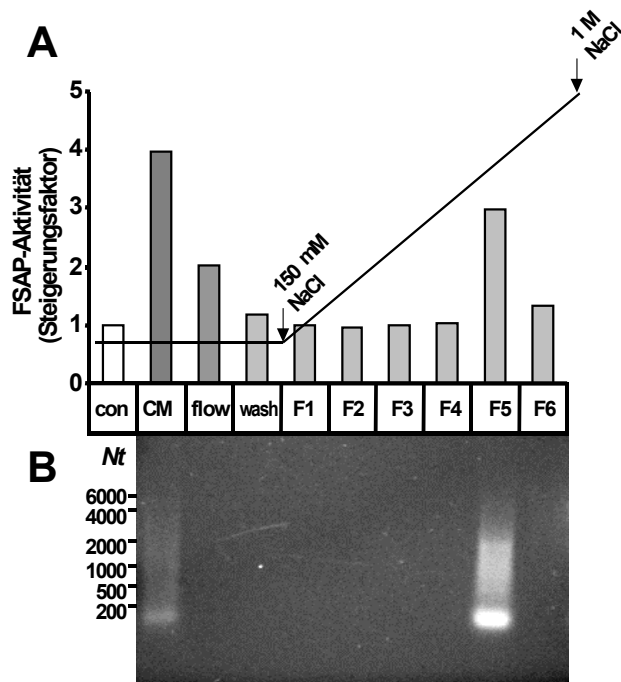 A
1 M
NaCl
FSAP-Aktivität
(Steigerungsfaktor)
5
4
3
2
1
0
150 mM
NaCl
con CM flow wash F1 F2 F3 F4 F5 F6
B
Nt
6000
4000
2000
1000
500
200